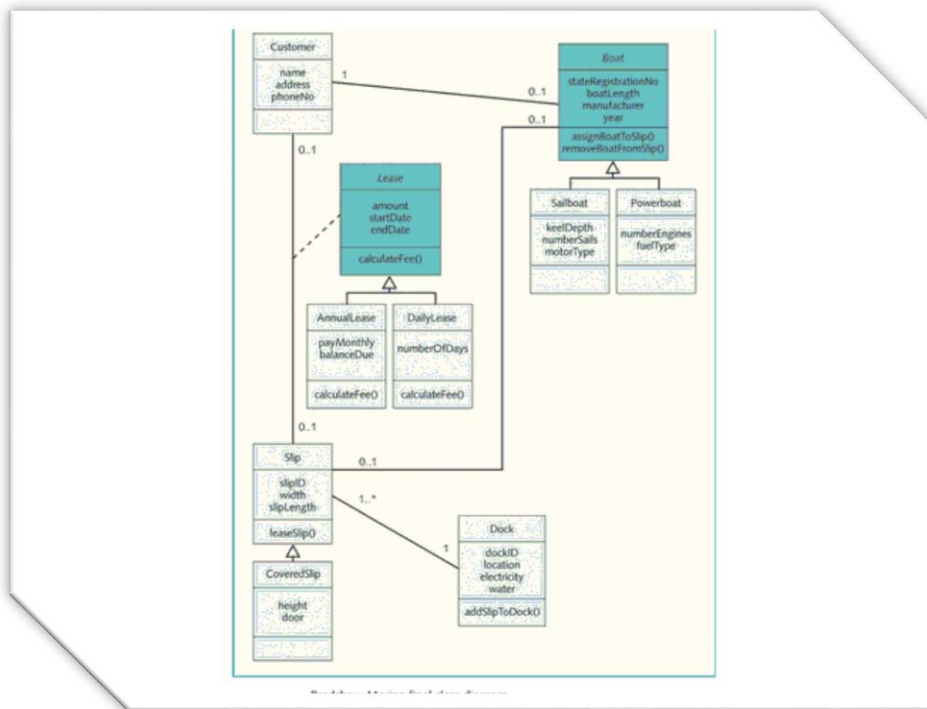 Customer
name
address
phoneNo
1
0..1
Boat
stateRegistrationNo
boatLength
manufacturer
year
assignBoatToSlip()
removeBoatFromSlip()
0..1
0..1
Lease
amount
startDate
endDate
calculateFee()
Sailboat
keelDepth
numberSails
motorType
Powerboat
numberEngines
fuelType
AnnualLease
payMonthly
balanceDue
calculateFee()
DailyLease
numberOfDays
calculateFee()
0..1
Slip
slipID
width
slipLength
leaseSlip()
0..1
1..*
1
Dock
dockID
location
electricity
water
addSlipToDock()
CoveredSlip
height
door